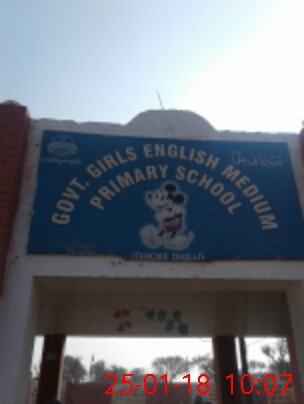 GOVT. GIRLS ENGLISH MEDIUM
PRIMARY SCHOOL
25-01-18 10:07